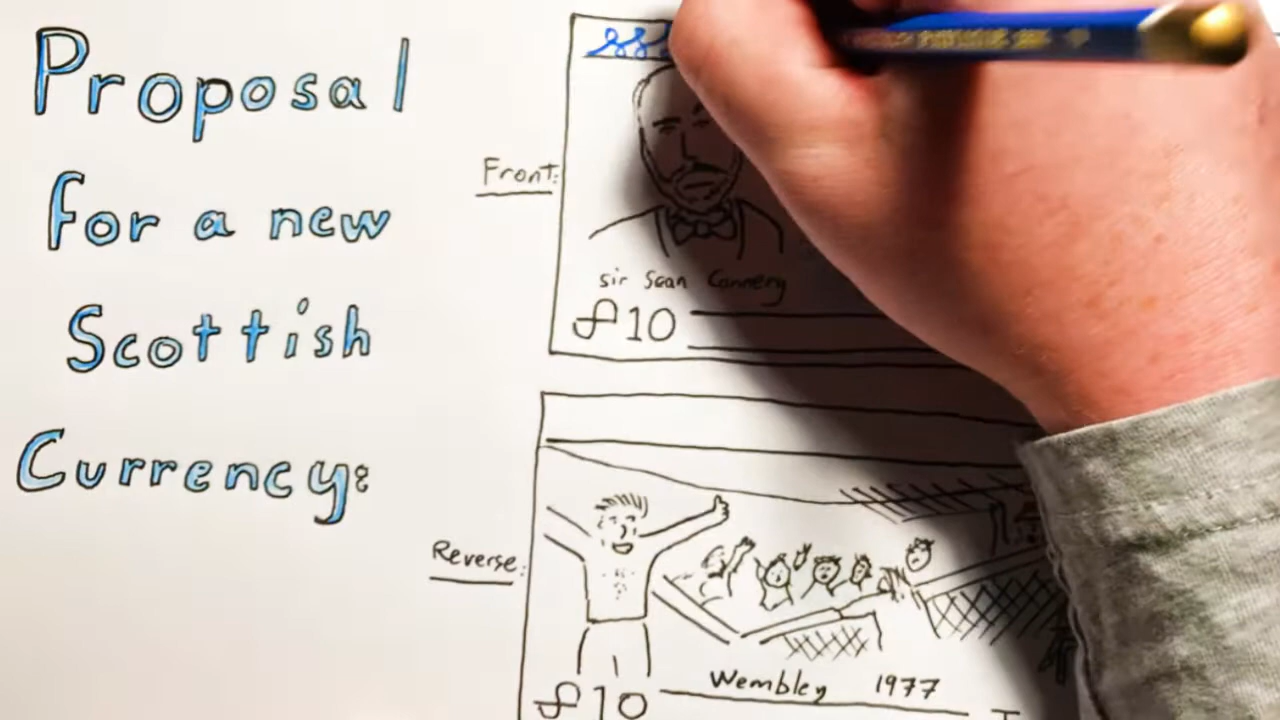 Proposal
for a new
Scottish
Currency:
Front:
sir Sean Connery
£10
Reverse:
Wembley 1977
£10